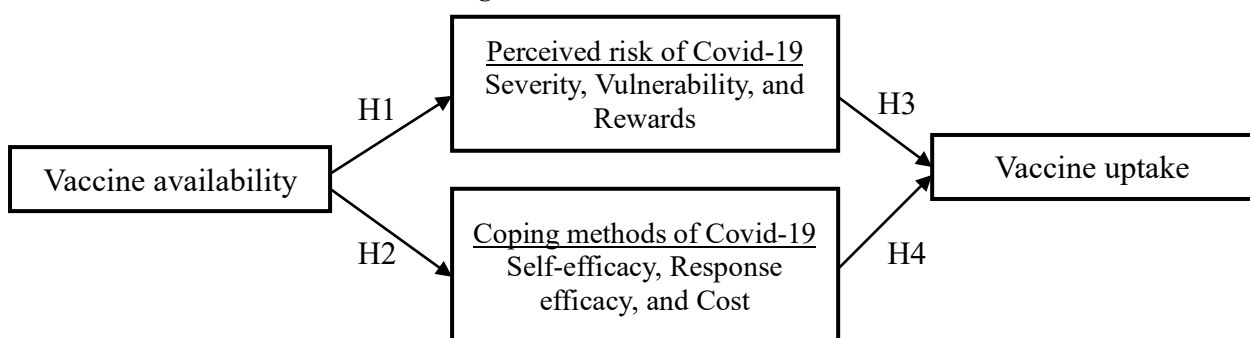 Perceived risk of Covid-19
Severity, Vulnerability, and
Rewards
H1
H3
Vaccine availability
Vaccine uptake
H2
Coping methods of Covid-19
Self-efficacy, Response
efficacy, and Cost
H4